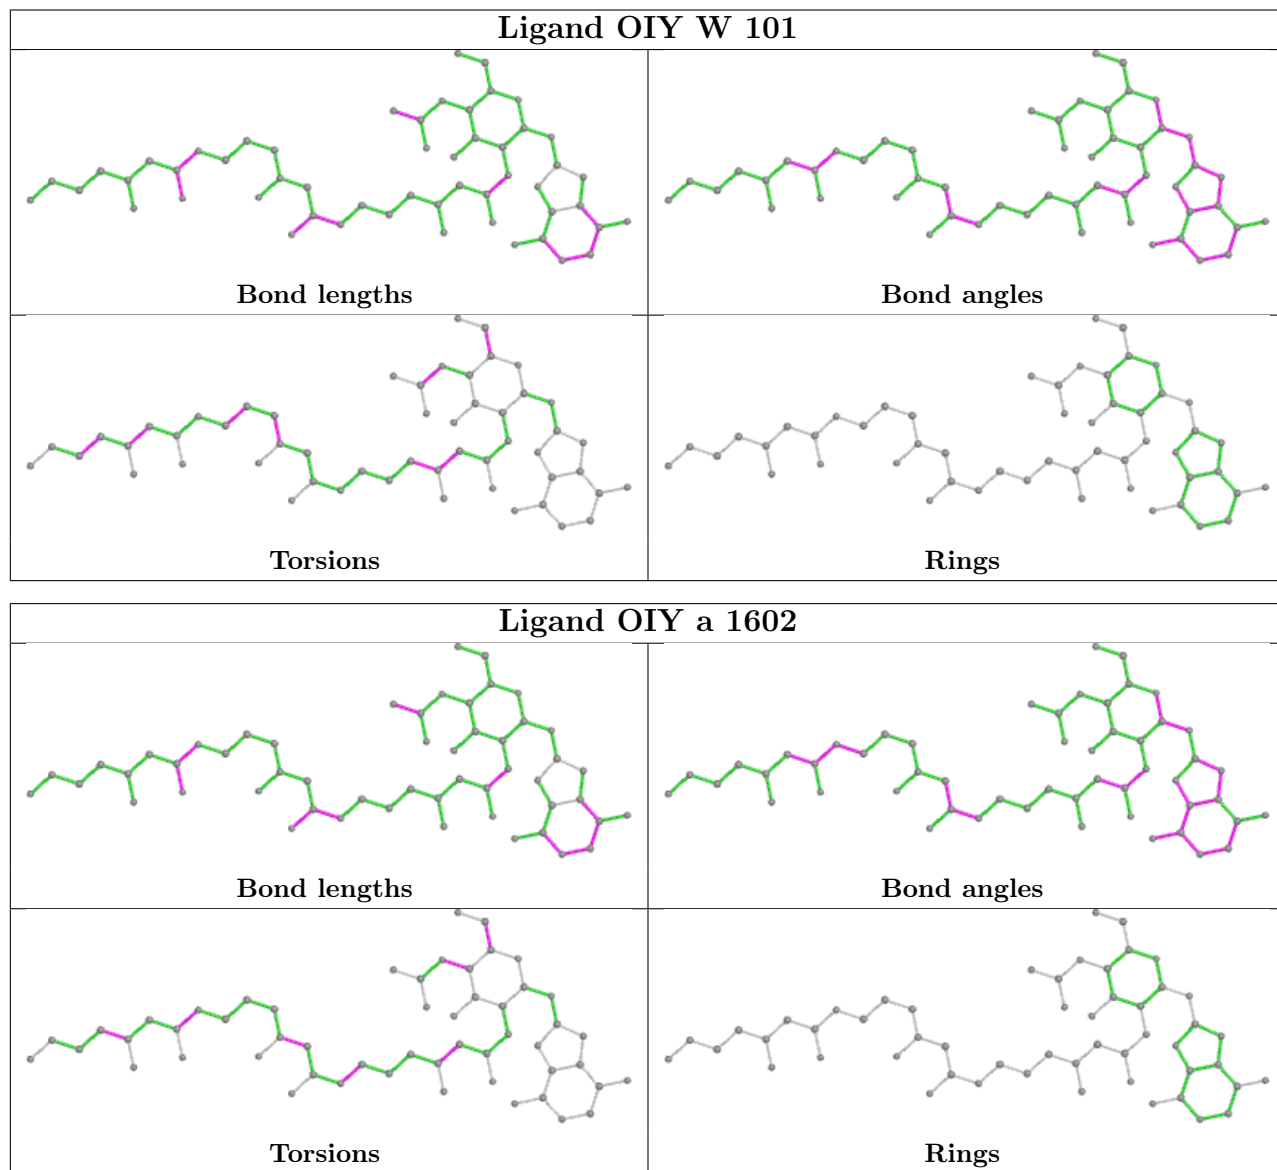 Ligand OIY W 101
Bond lengths
Bond angles
Torsions
Rings
Ligand OIY a 1602
Bond lengths
Bond angles
Torsions
Rings